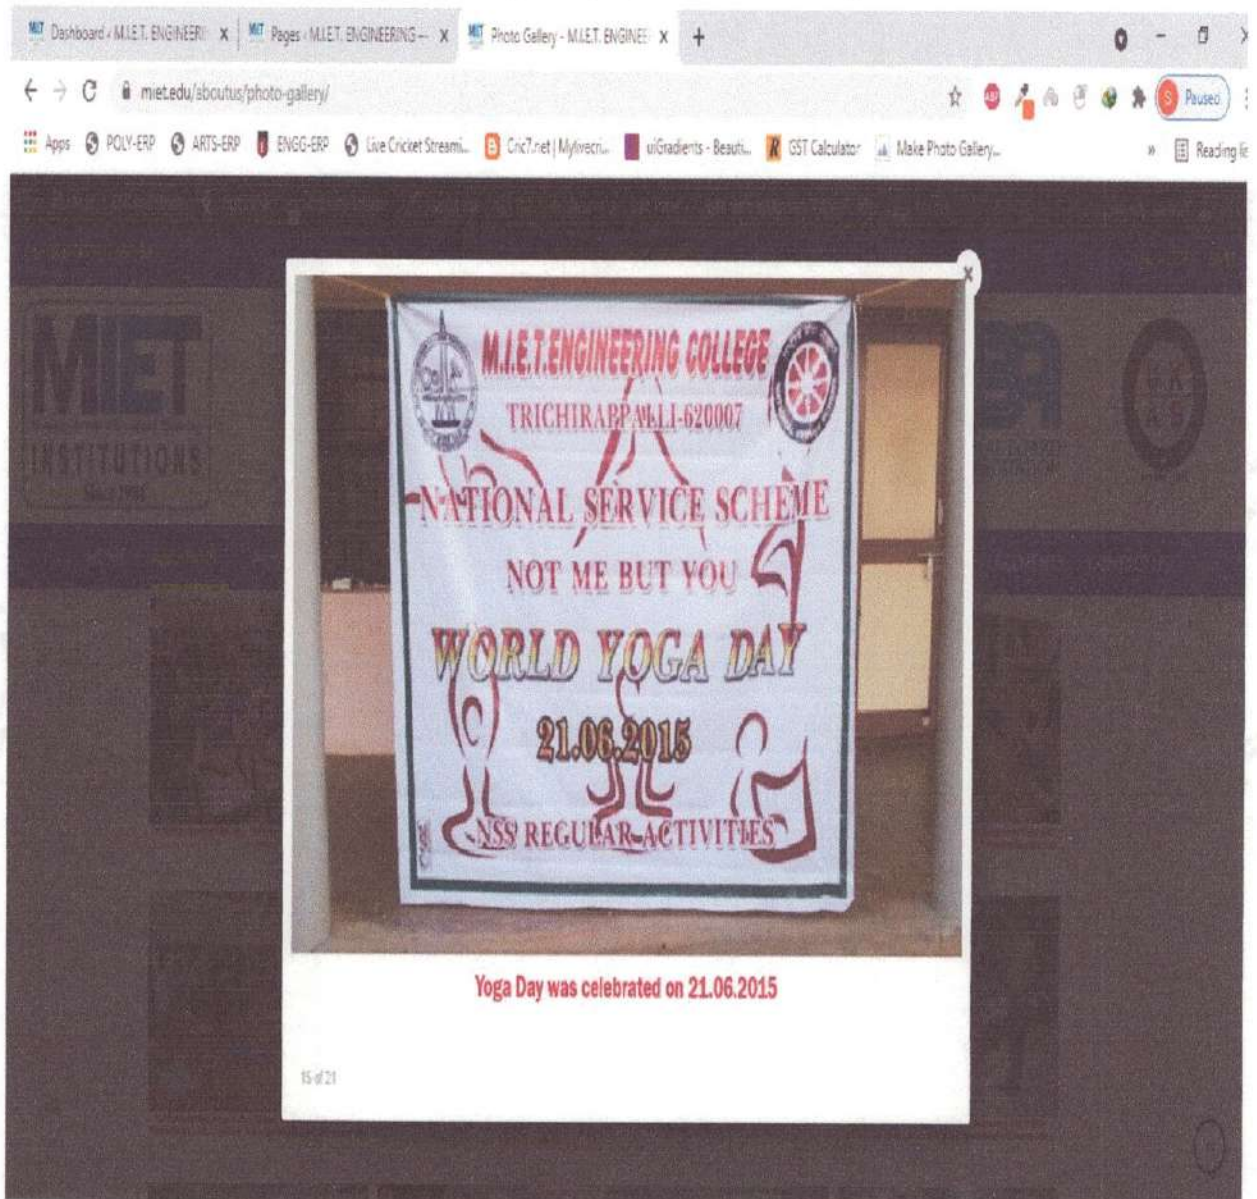 Dashboard ‹ M.I.E.T. ENGINEERI
Pages ‹ M.I.E.T. ENGINEERING —
Photo Gallery - M.I.E.T. ENGINEE
miet.edu/aboutus/photo-gallery/
ABP
S
Paused
Apps
POLY-ERP
ARTS-ERP
ENGG-ERP
Live Cricket Streami...
Cric7.net | Mylivecri...
uiGradients - Beauti...
GST Calculator
Make Photo Gallery...
»
Reading lis
MIET
INSTITUTIONS
M.I.E.T.ENGINEERING COLLEGE
TRICHIRAPPALLI-620007
NATIONAL SERVICE SCHEME
NOT ME BUT YOU
WORLD YOGA DAY
21.06.2015
NSS REGULAR ACTIVITIES
Yoga Day was celebrated on 21.06.2015
15 of 21